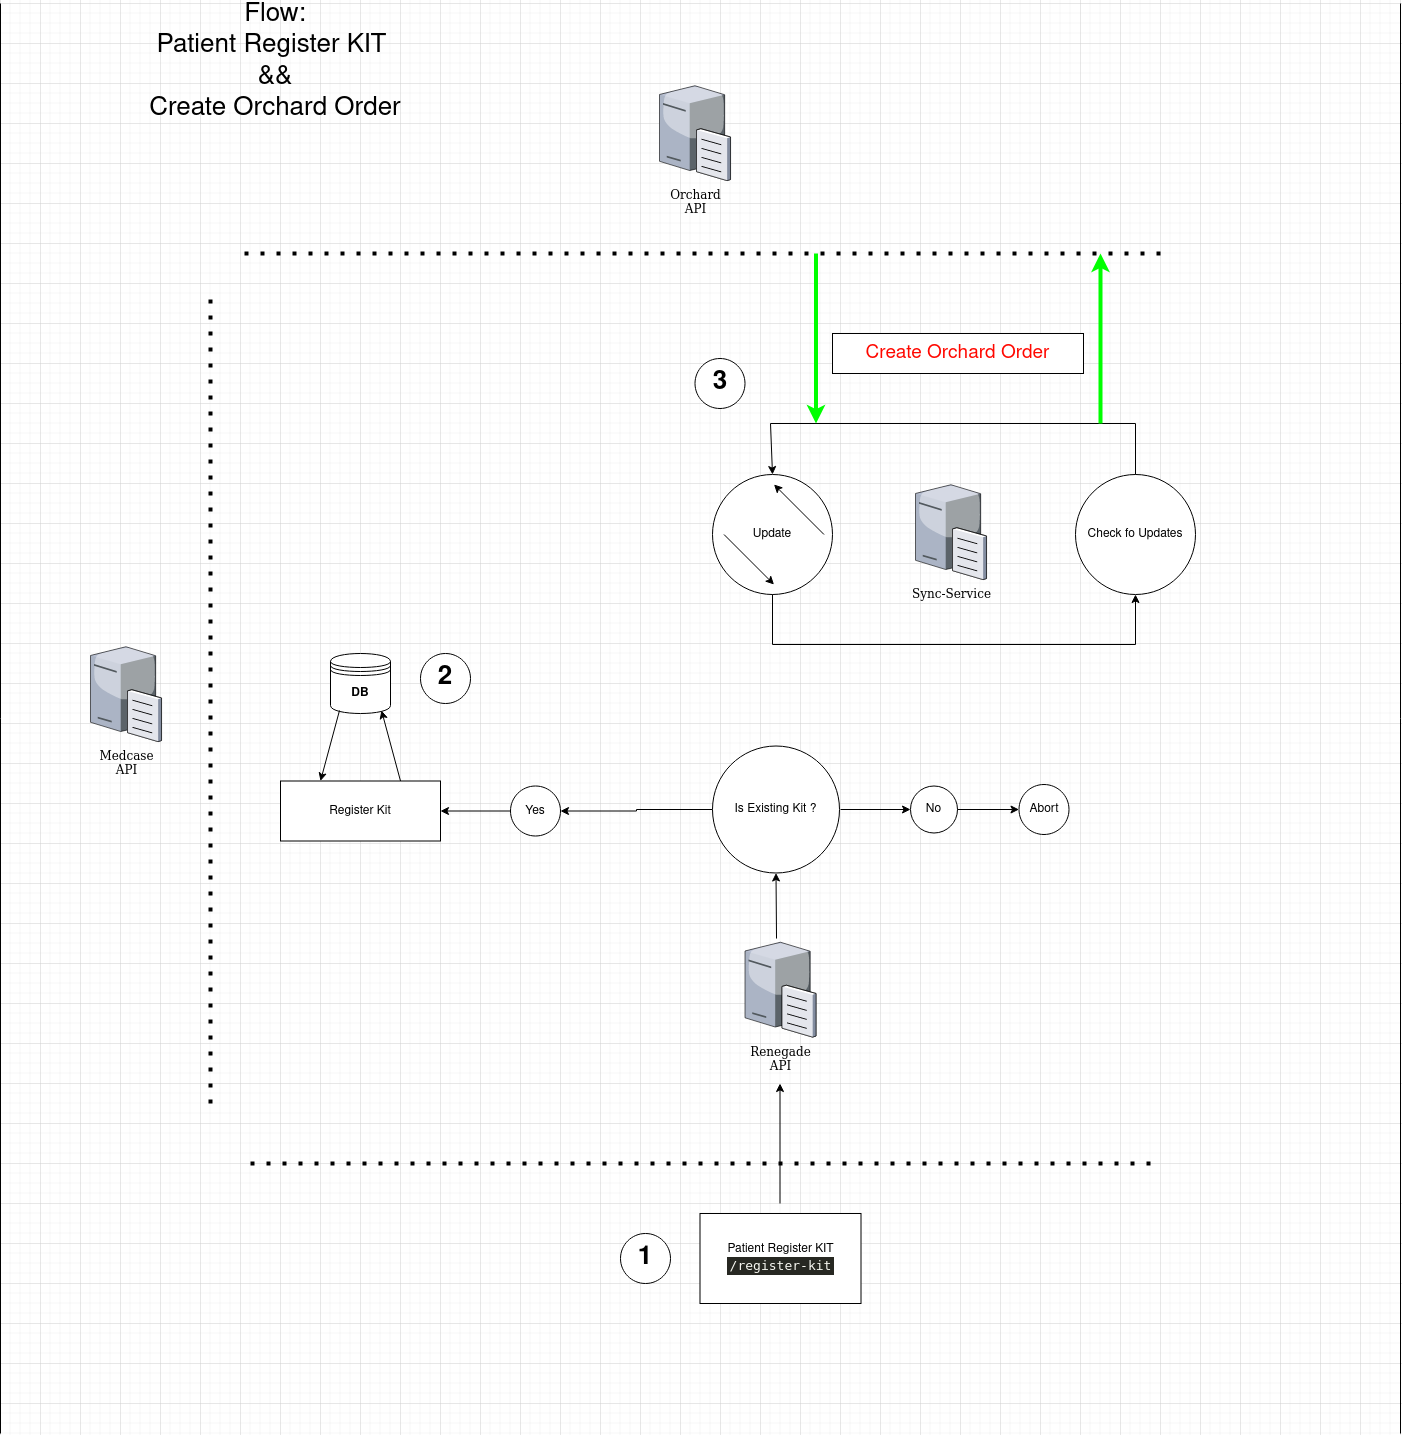 Flow:
Patient Register KIT
&&
Create Orchard Order
Orchard
API
Create Orchard Order
3
Update
Check fo Updates
Sync-Service
DB
2
Medcase
API
Register Kit
Yes
Is Existing Kit ?
No
Abort
Renegade
API
1
Patient Register KIT
/register-kit